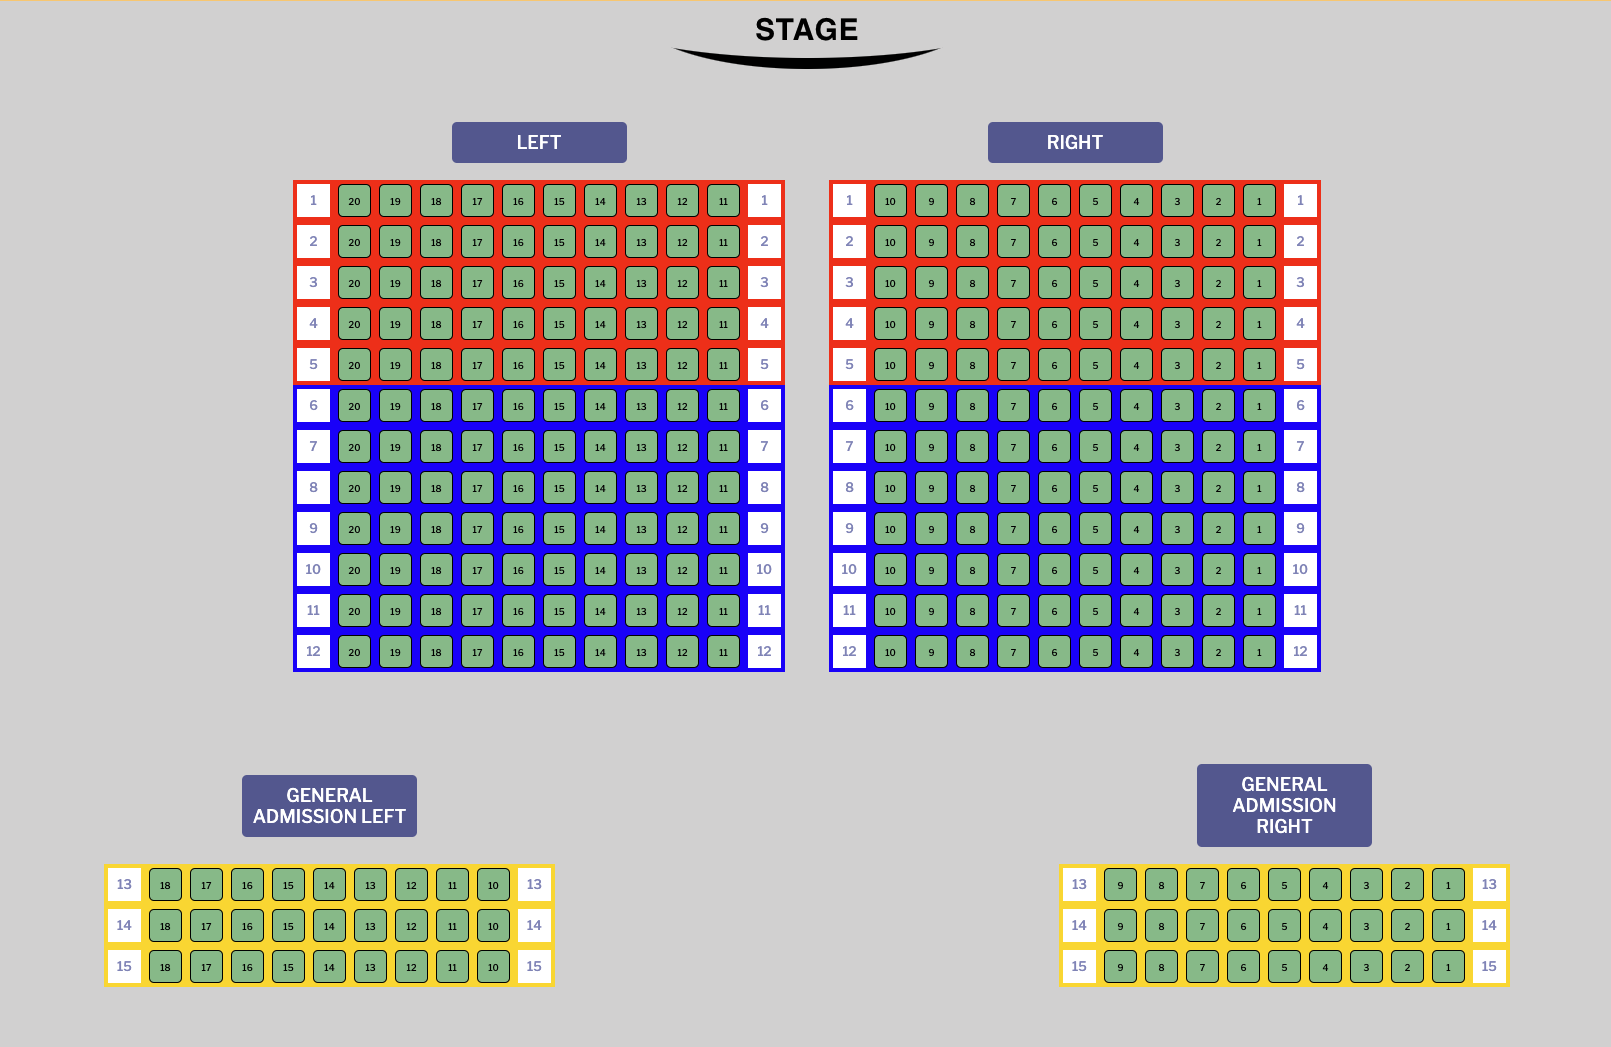 STAGE
LEFT
RIGHT
1 20 19 18 17 16 15 14 13 12 11 1
1 10 9 8 7 6 5 4 3 2 1 1
2 20 19 18 17 16 15 14 13 12 11 2
2 10 9 8 7 6 5 4 3 2 1 2
3 20 19 18 17 16 15 14 13 12 11 3
3 10 9 8 7 6 5 4 3 2 1 3
4 20 19 18 17 16 15 14 13 12 11 4
4 10 9 8 7 6 5 4 3 2 1 4
5 20 19 18 17 16 15 14 13 12 11 5
5 10 9 8 7 6 5 4 3 2 1 5
6 20 19 18 17 16 15 14 13 12 11 6
6 10 9 8 7 6 5 4 3 2 1 6
7 20 19 18 17 16 15 14 13 12 11 7
7 10 9 8 7 6 5 4 3 2 1 7
8 20 19 18 17 16 15 14 13 12 11 8
8 10 9 8 7 6 5 4 3 2 1 8
9 20 19 18 17 16 15 14 13 12 11 9
9 10 9 8 7 6 5 4 3 2 1 9
10 20 19 18 17 16 15 14 13 12 11 10
10 10 9 8 7 6 5 4 3 2 1 10
11 20 19 18 17 16 15 14 13 12 11 11
11 10 9 8 7 6 5 4 3 2 1 11
12 20 19 18 17 16 15 14 13 12 11 12
12 10 9 8 7 6 5 4 3 2 1 12
GENERAL
ADMISSION LEFT
GENERAL
ADMISSION
RIGHT
13 18 17 16 15 14 13 12 11 10 13
13 9 8 7 6 5 4 3 2 1 13
14 18 17 16 15 14 13 12 11 10 14
14 9 8 7 6 5 4 3 2 1 14
15 18 17 16 15 14 13 12 11 10 15
15 9 8 7 6 5 4 3 2 1 15